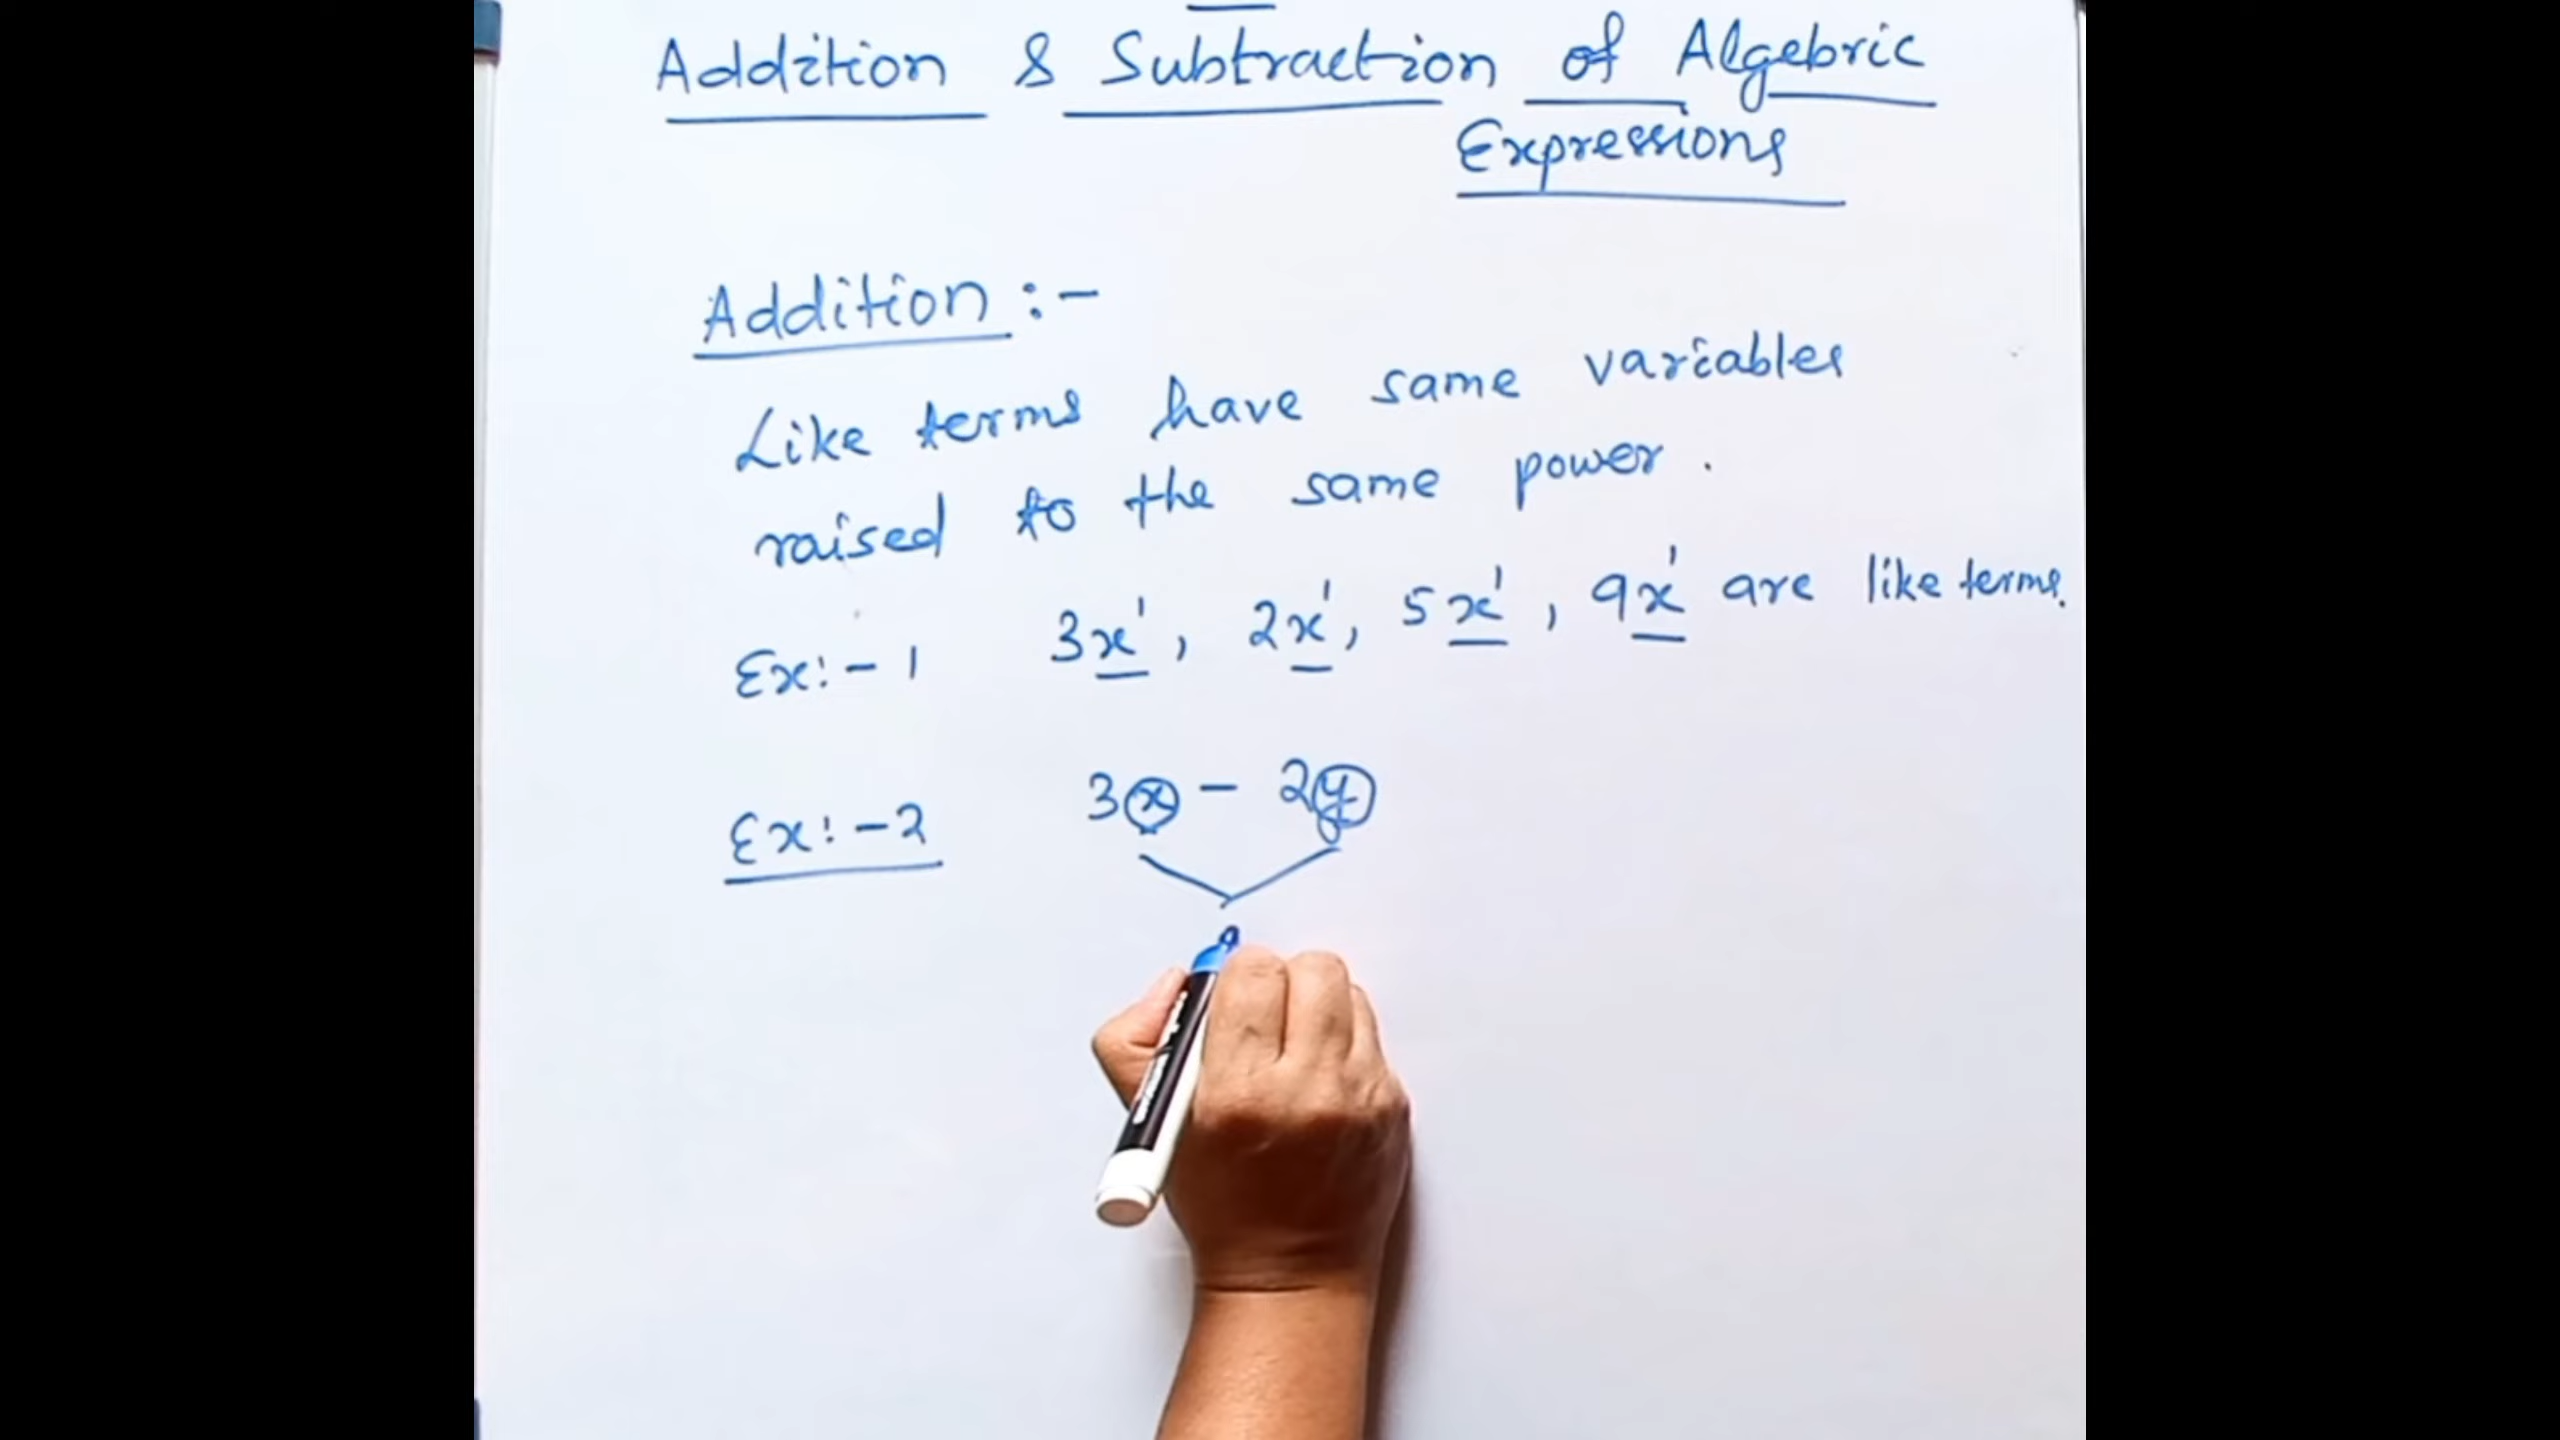 Addition & Subtraction of Algebric
Expressions
Addition :-
Like terms have same variables
raised to the same power.
Ex:- 1 3x¹, 2x¹, 5x¹, 9x¹ are like terms.
Ex:-2 3x - 2y